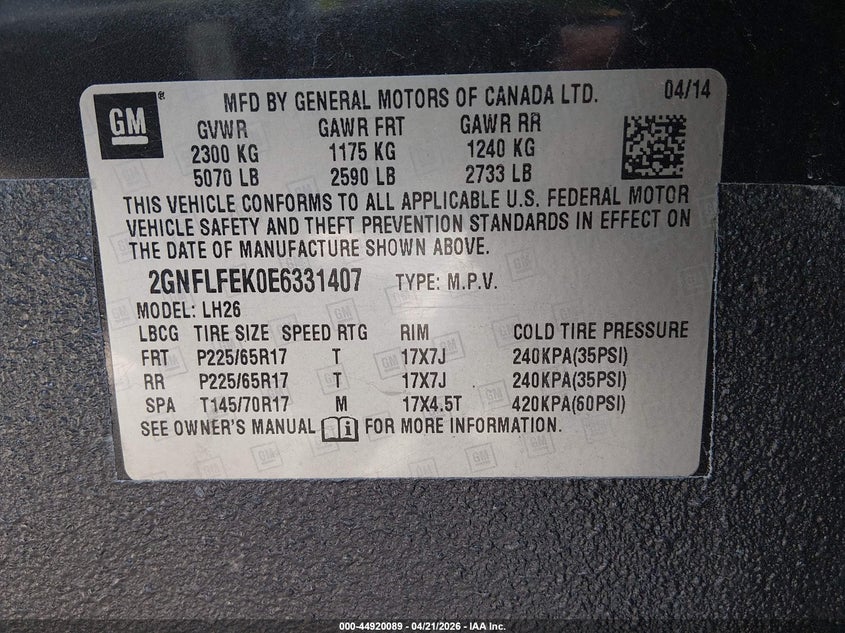 GM ® MFD BY GENERAL MOTORS OF CANADA LTD. 04/14
GVWR GAWR FRT GAWR RR
2300 KG 1175 KG 1240 KG
5070 LB 2590 LB 2733 LB
THIS VEHICLE CONFORMS TO ALL APPLICABLE U.S. FEDERAL MOTOR
VEHICLE SAFETY AND THEFT PREVENTION STANDARDS IN EFFECT ON
THE DATE OF MANUFACTURE SHOWN ABOVE.
2GNFLFEK0E6331407 TYPE: M.P.V.
MODEL: LH26
LBCG TIRE SIZE SPEED RTG RIM COLD TIRE PRESSURE
FRT P225/65R17 T 17X7J 240KPA(35PSI)
RR P225/65R17 T 17X7J 240KPA(35PSI)
SPA T145/70R17 M 17X4.5T 420KPA(60PSI)
SEE OWNER'S MANUAL i FOR MORE INFORMATION.
000-44920089 - 04/21/2026 - IAA Inc.